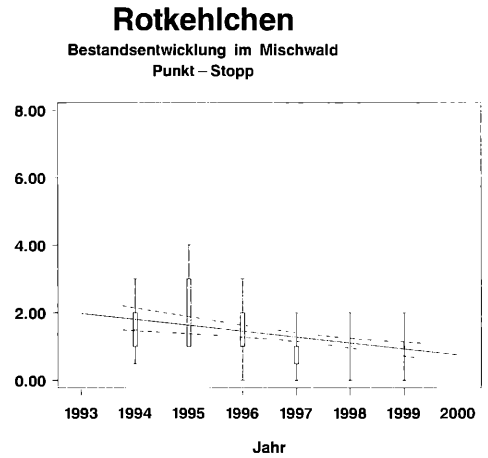 Rotkehlchen
Bestandsentwicklung im Mischwald
Punkt – Stopp
8.00
6.00
4.00
2.00
0.00
1993 1994 1995 1996 1997 1998 1999 2000
Jahr